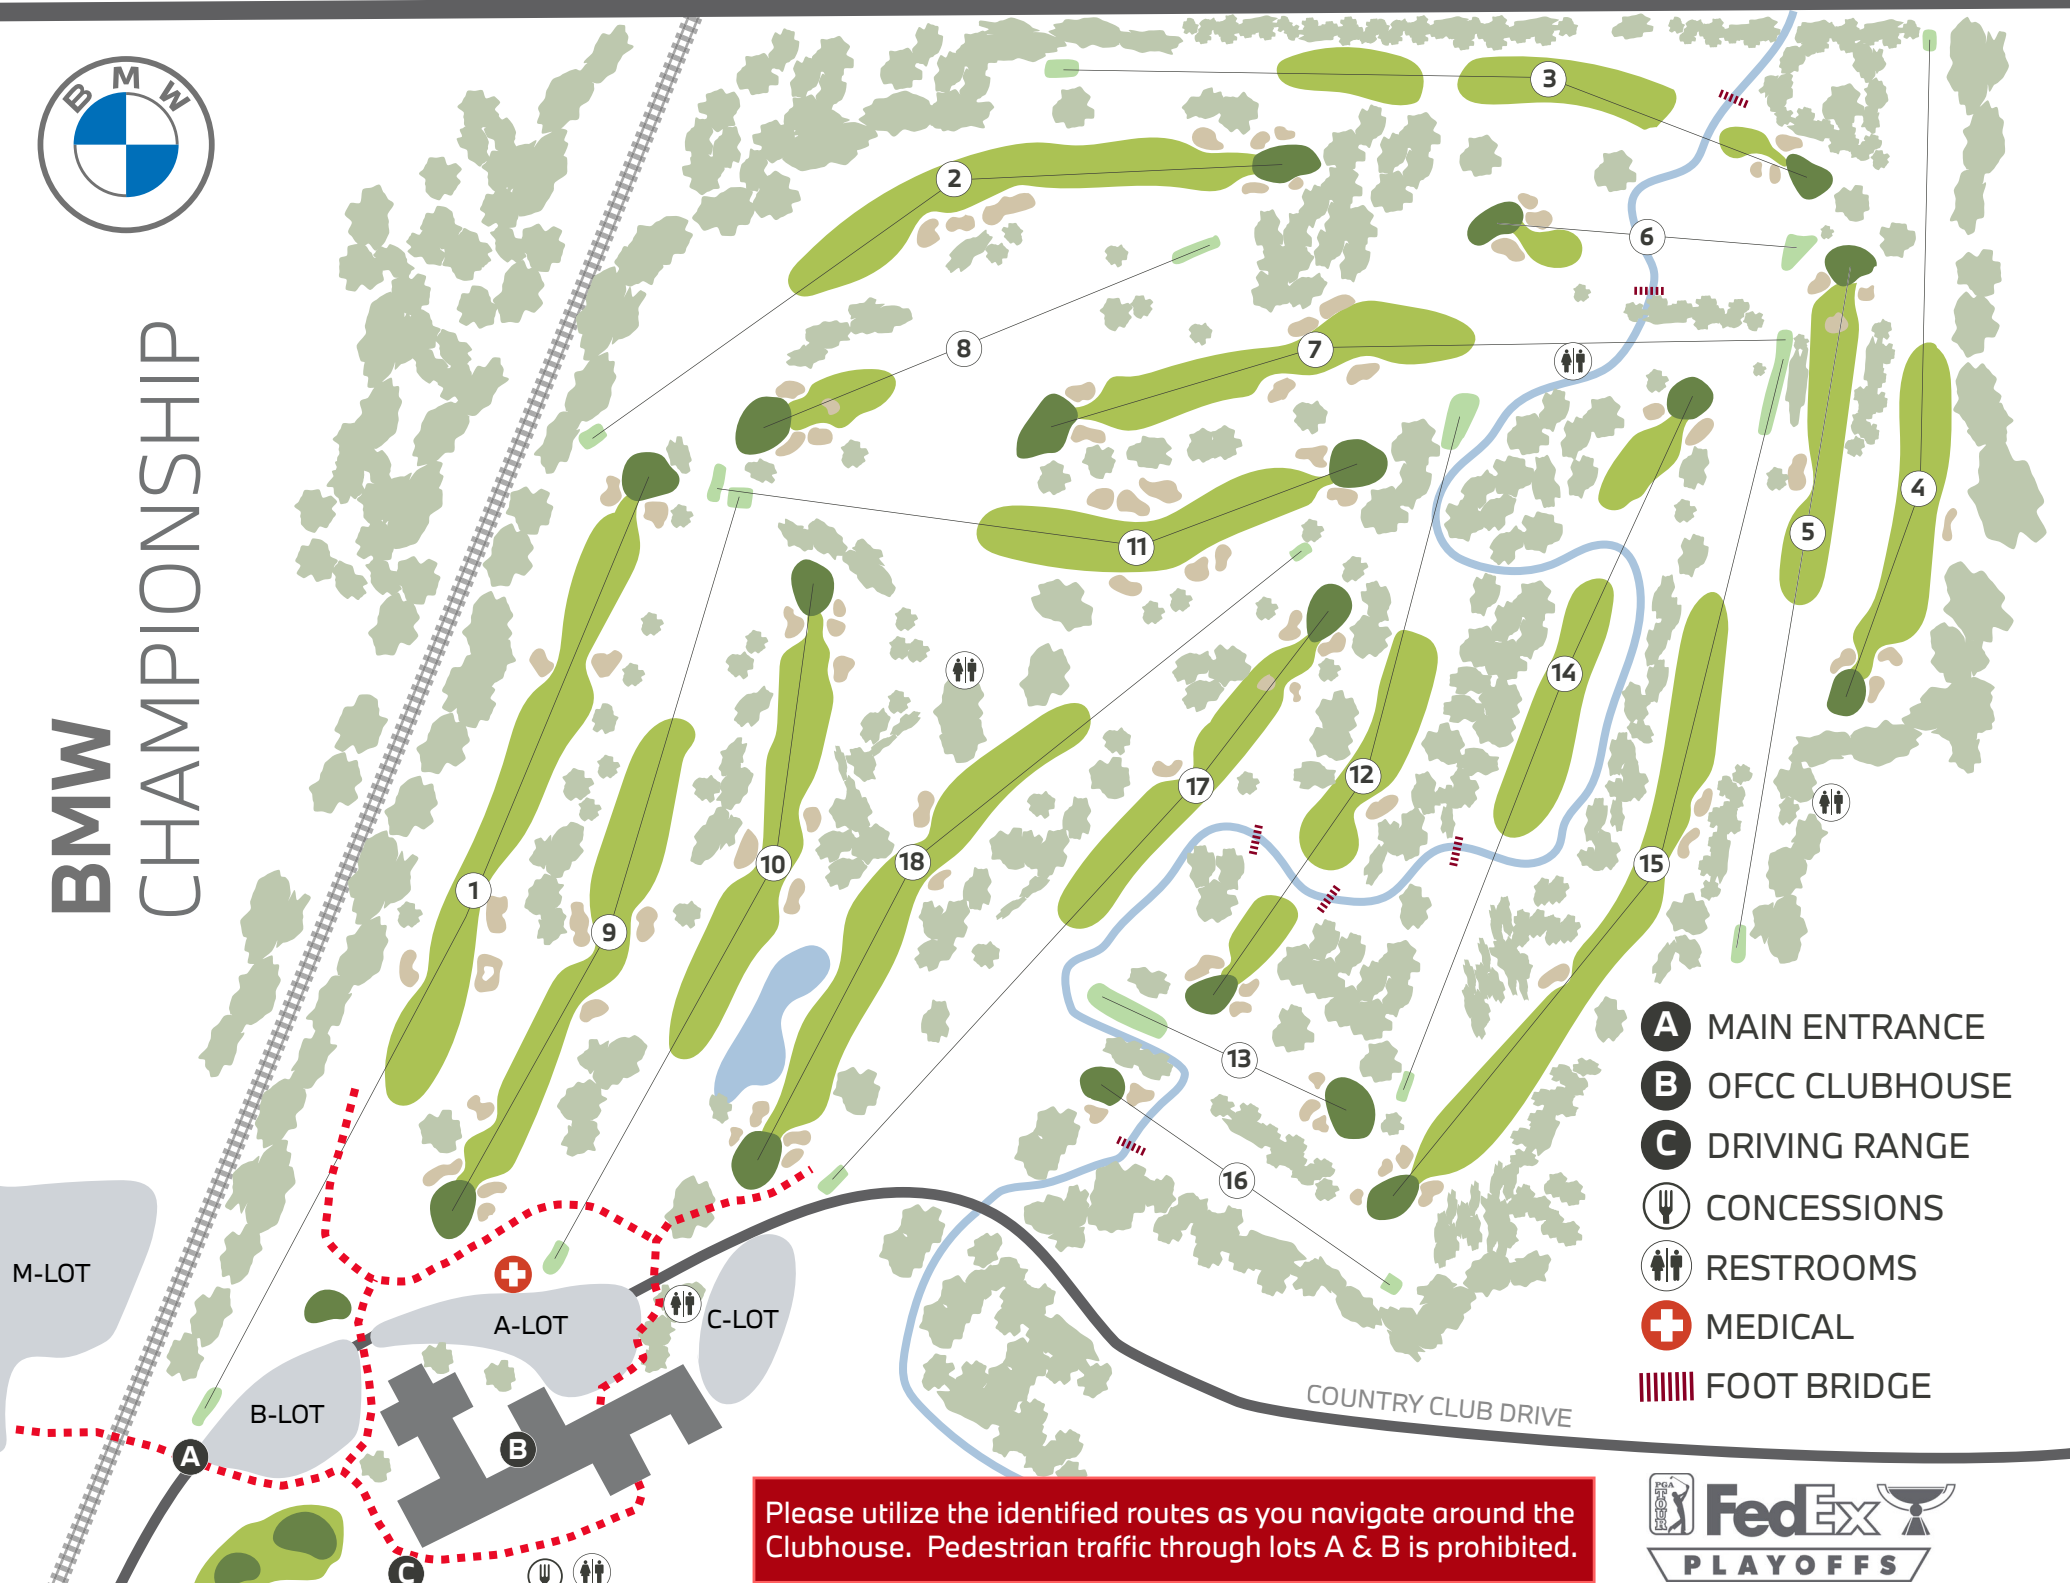 BMW
BMW
CHAMPIONSHIP
3
2
6
8
7
4
5
11
14
12
17
15
10
18
1
9
13
16
A MAIN ENTRANCE
B OFCC CLUBHOUSE
C DRIVING RANGE
CONCESSIONS
RESTROOMS
MEDICAL
FOOT BRIDGE
M-LOT
A-LOT
C-LOT
B-LOT
A
B
C
COUNTRY CLUB DRIVE
Please utilize the identified routes as you navigate around the
Clubhouse. Pedestrian traffic through lots A & B is prohibited.
PGA
TOUR
FedEx
PLAYOFFS